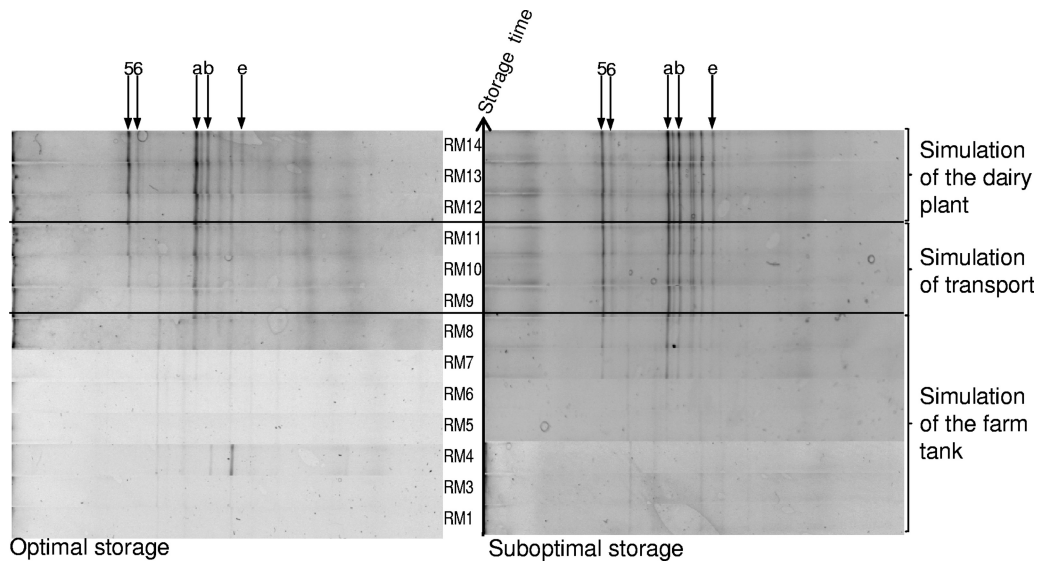 Storage time
56 ab e
56 ab e
RM14
RM13
RM12
RM11
RM10
RM9
RM8
RM7
RM6
RM5
RM4
RM3
RM1
Simulation
of the dairy
plant
Simulation
of transport
Simulation
of the farm
tank
Optimal storage
Suboptimal storage